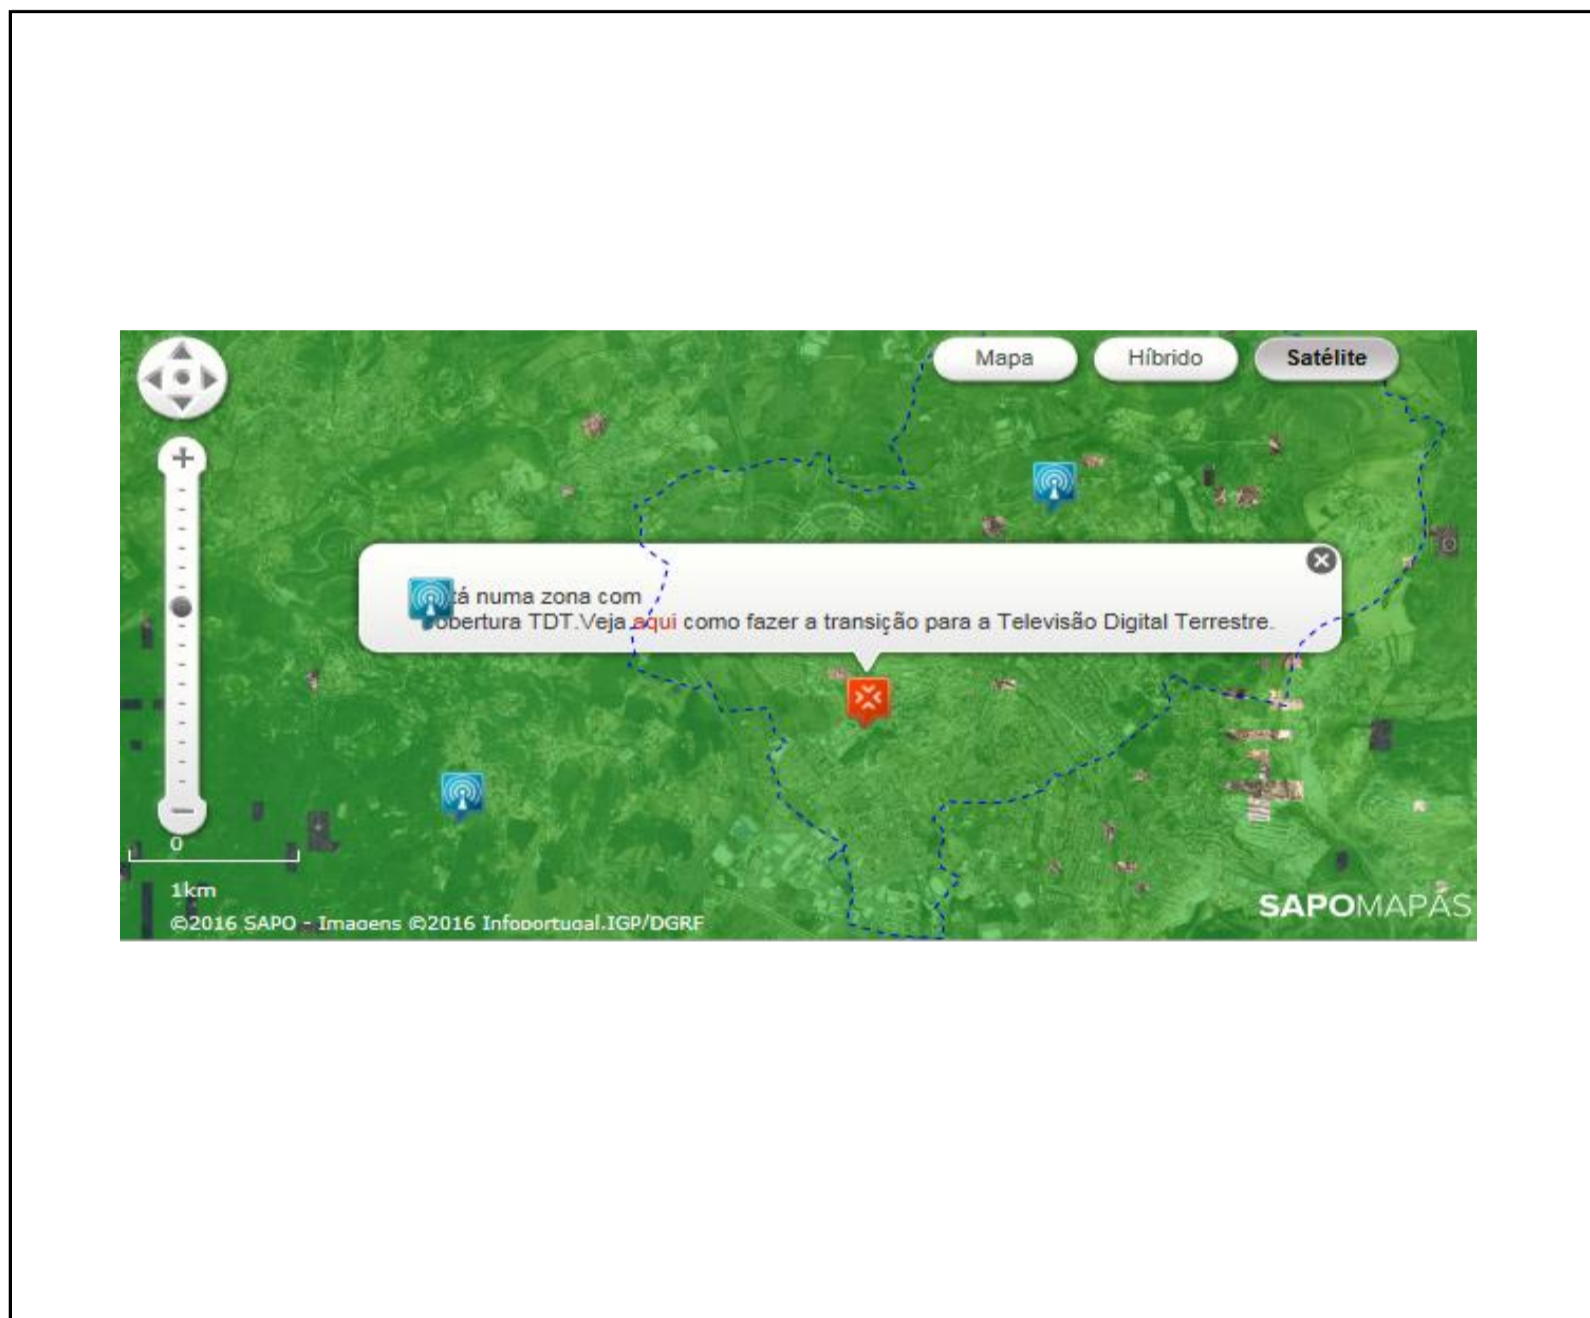 Mapa
Híbrido
Satélite
tá numa zona com
obertura TDT.Veja aqui como fazer a transição para a Televisão Digital Terrestre.
0
1km
©2016 SAPO - Imagens ©2016 Infoportugal.IGP/DGRF
SAPOMAPAS